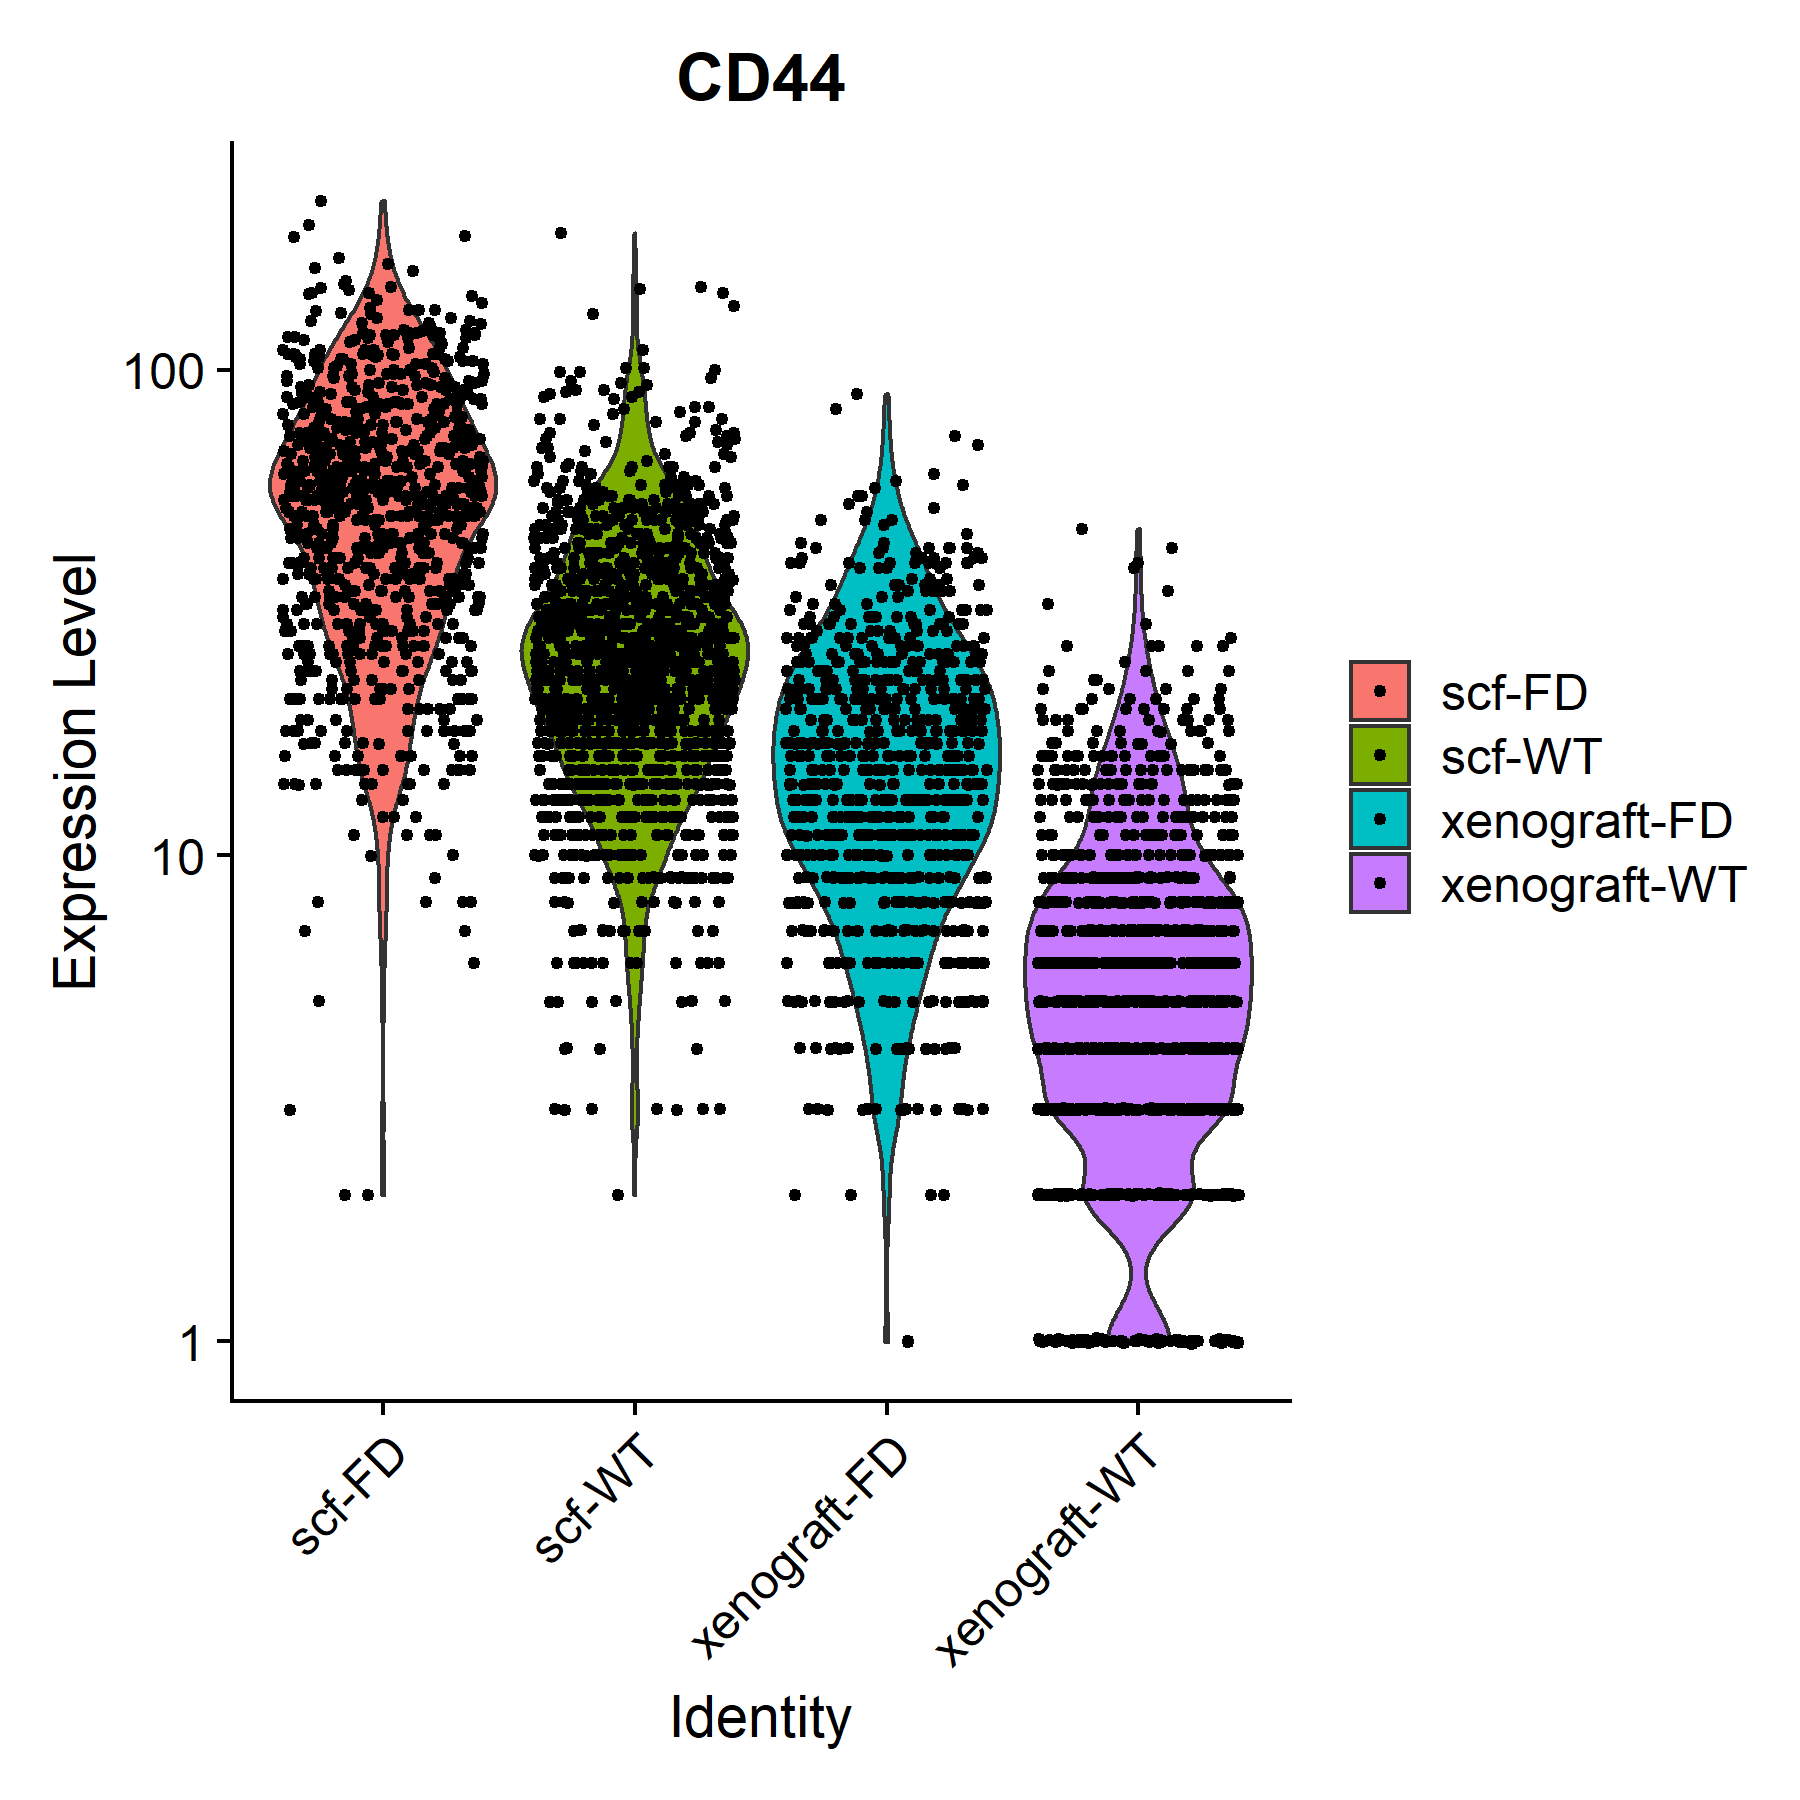 CD44
Expression Level
100
10
1
scf-FD
scf-WT
xenograft-FD
xenograft-WT
Identity
scf-FD
scf-WT
xenograft-FD
xenograft-WT